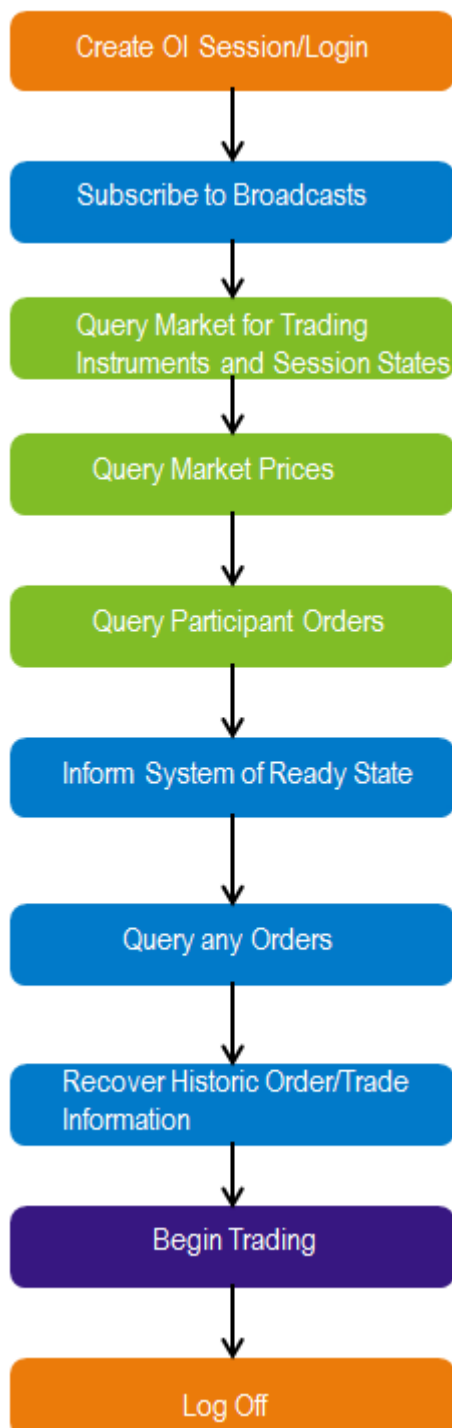 Create OI Session/Login
Subscribe to Broadcasts
Query Market for Trading
Instruments and Session States
Query Market Prices
Query Participant Orders
Inform System of Ready State
Query any Orders
Recover Historic Order/Trade
Information
Begin Trading
Log Off